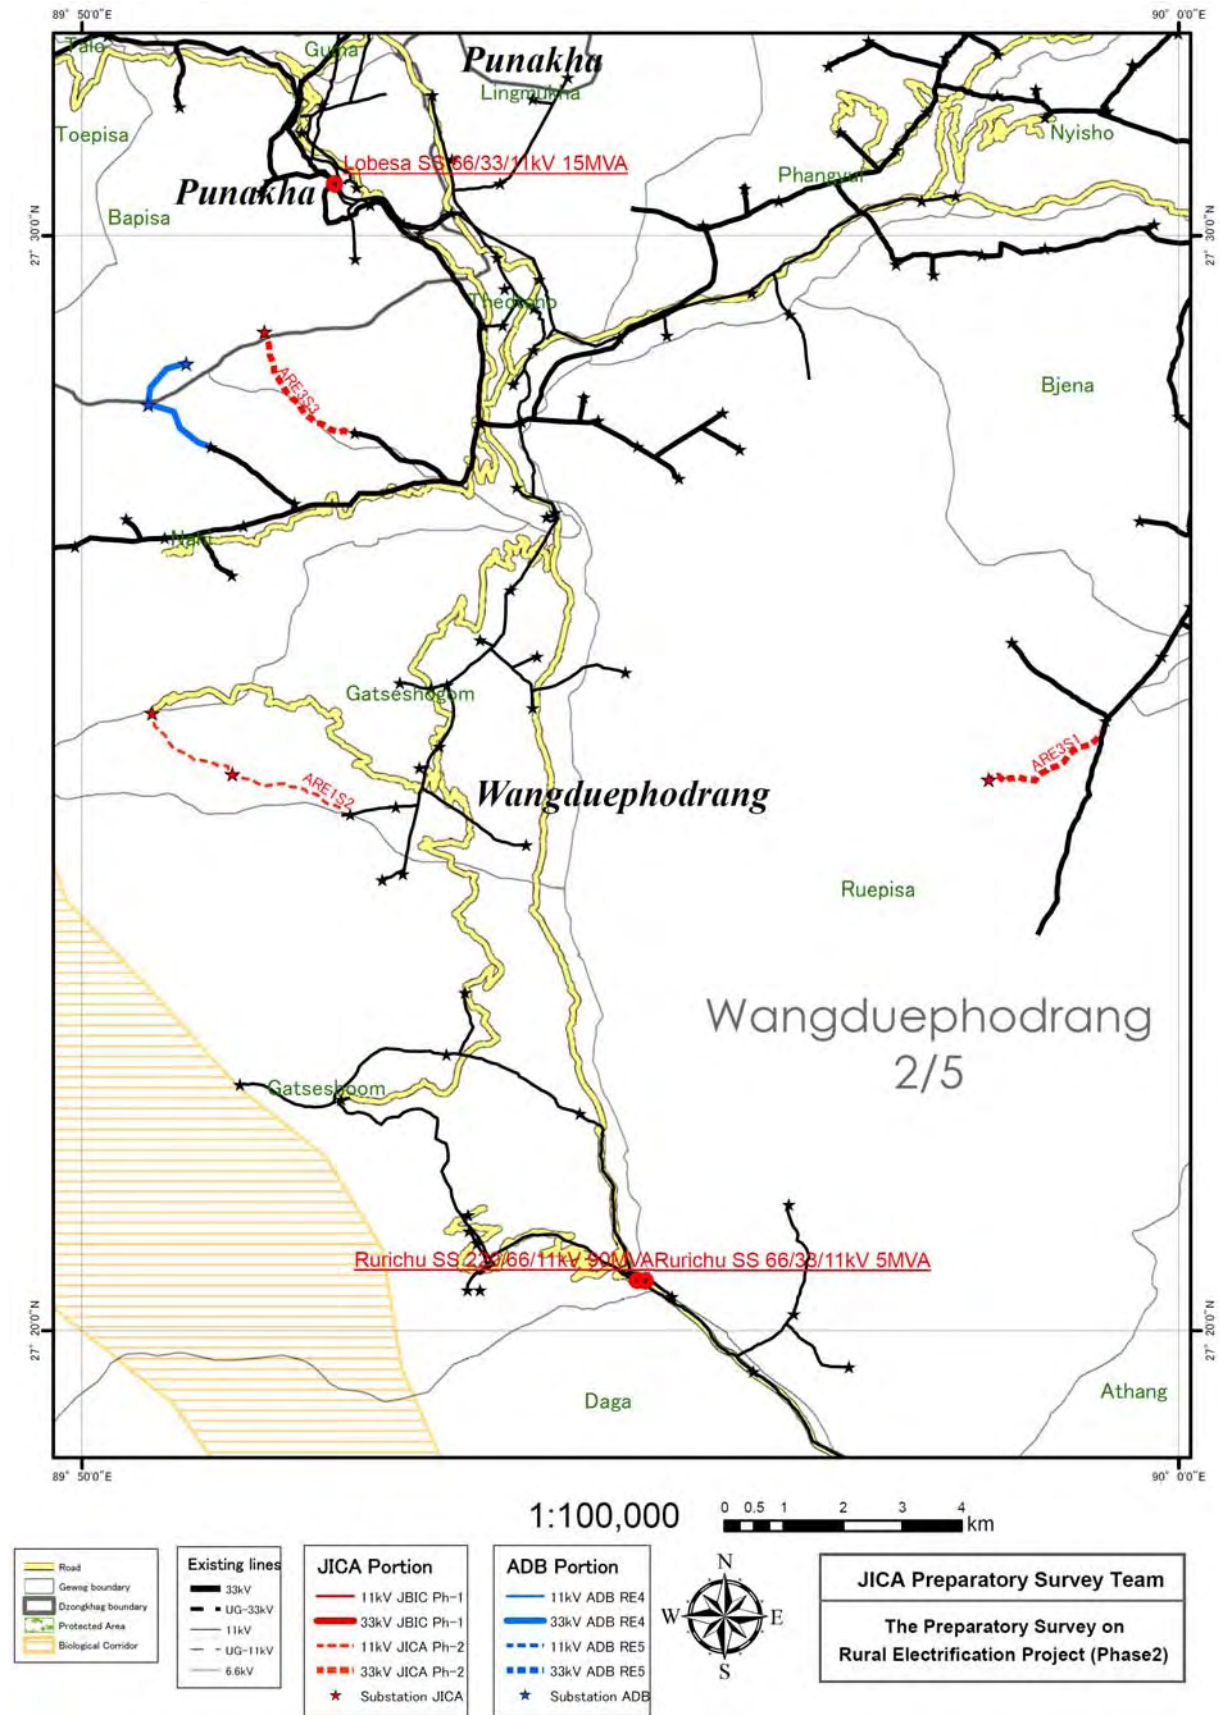 89° 50'0"E
90° 0'0"E
Talo
Guma
Punakha
Lingmukha
Toepisa
Nyisho
Lobesa SS 66/33/11kV 15MVA
Phangyul
Punakha
Bapisa
27° 30'0"N
27° 30'0"N
Thedtsho
ARE3S3
Bjena
Nahi
Gatseshogom
ARE3S1
ARE1S2
Wangduephodrang
Ruepisa
Wangduephodrang
2/5
Gatseshoom
Rurichu SS 220/66/11kV 90MVA
Rurichu SS 66/33/11kV 5MVA
27° 20'0"N
27° 20'0"N
Daga
Athang
89° 50'0"E
90° 0'0"E
1:100,000
0 0.5 1 2 3 4
km
Road
Gewog boundary
Dzongkhag boundary
Protected Area
Biological Corridor
Existing lines
33kV
UG-33kV
11kV
UG-11kV
6.6kV
JICA Portion
11kV JBIC Ph-1
33kV JBIC Ph-1
11kV JICA Ph-2
33kV JICA Ph-2
Substation JICA
ADB Portion
11kV ADB RE4
33kV ADB RE4
11kV ADB RE5
33kV ADB RE5
Substation ADB
N
W E
S
JICA Preparatory Survey Team
The Preparatory Survey on
Rural Electrification Project (Phase2)